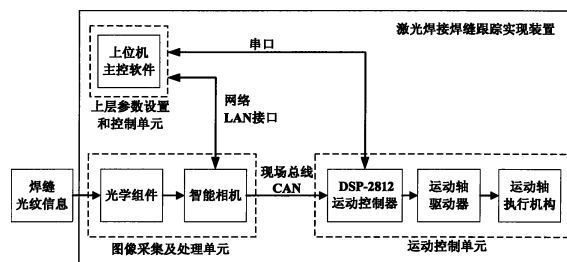 激光焊接焊缝跟踪实现装置
上位机
主控软件
串口
上层参数设置
和控制单元
网络
LAN接口
焊缝
光纹信息
光学组件
智能相机
现场总线
CAN
DSP-2812
运动控制器
运动轴
驱动器
运动轴
执行机构
图像采集及处理单元
运动控制单元